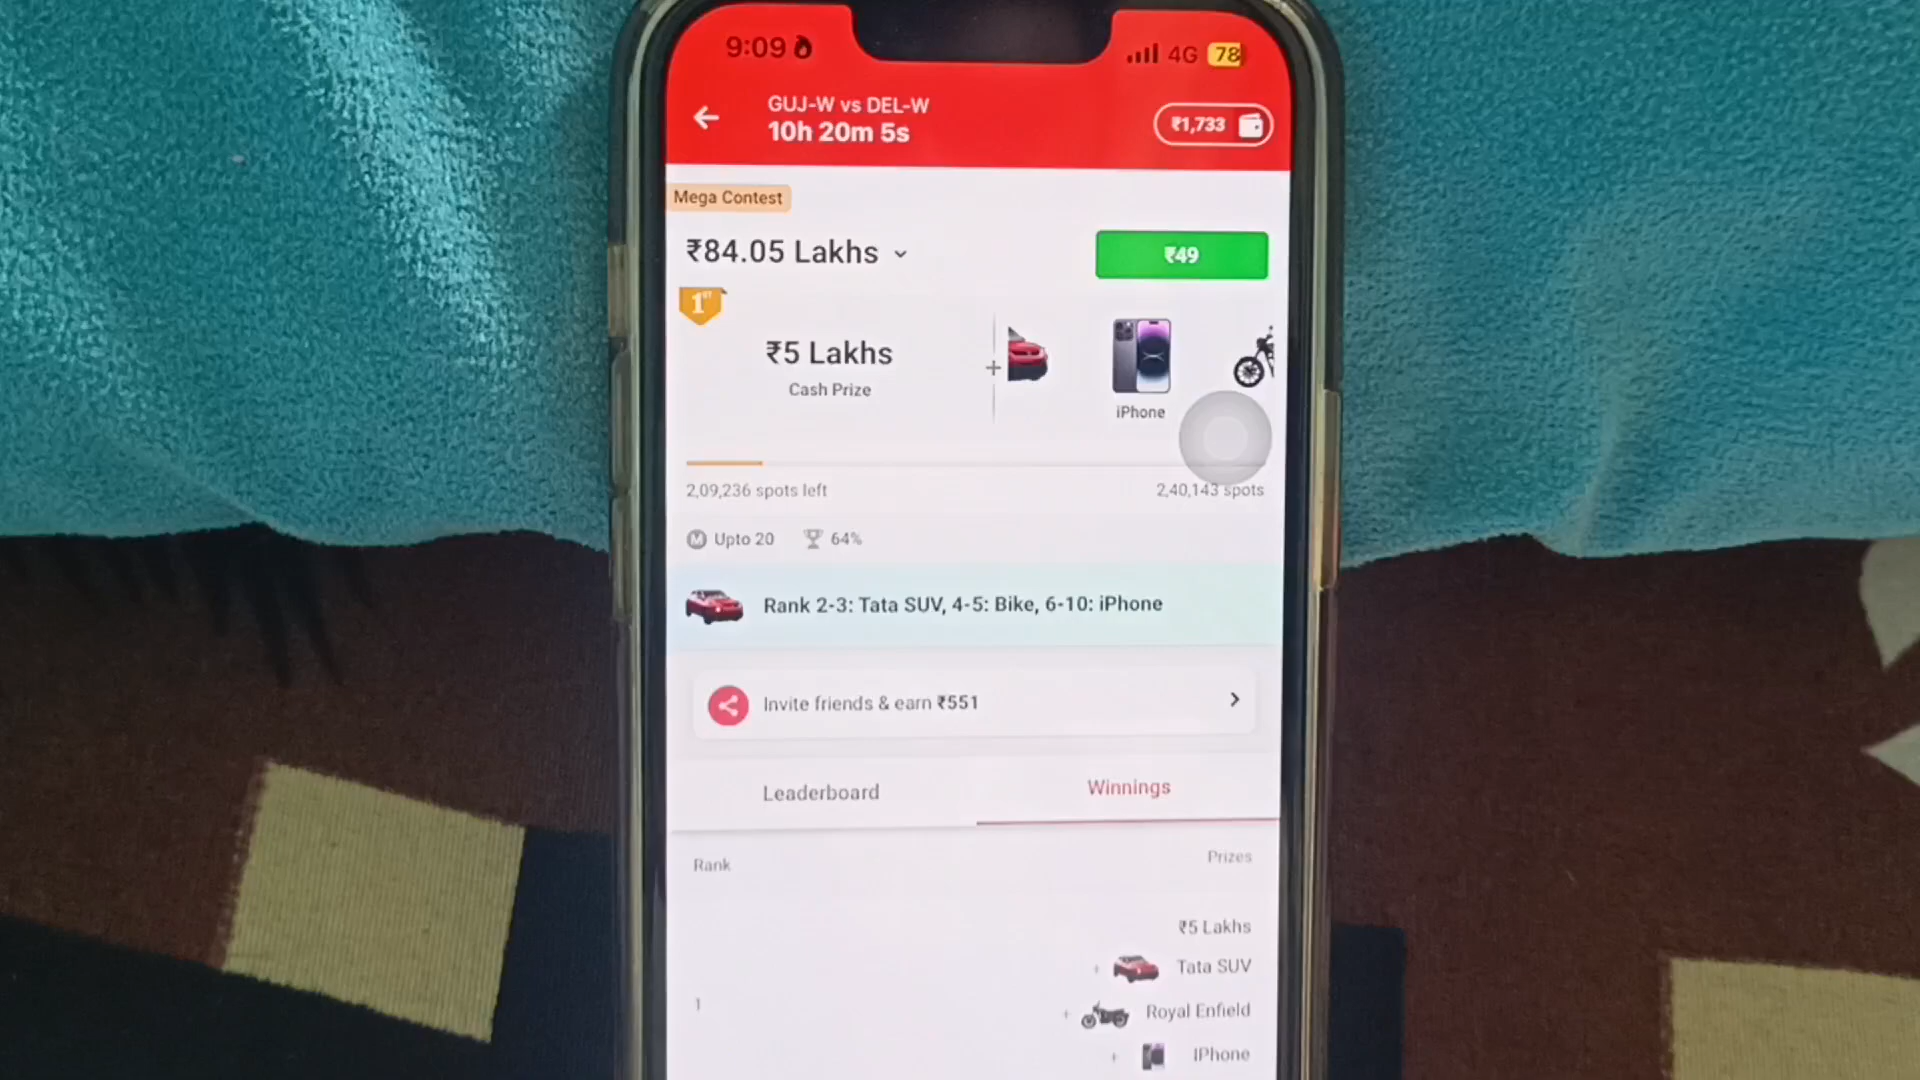 9:09
4G 78
GUJ-W vs DEL-W
10h 20m 5s
₹1,733
Mega Contest
₹84.05 Lakhs
₹49
1ST
₹5 Lakhs
Cash Prize
+
iPhone
2,09,236 spots left
2,40,143 spots
M Upto 20
64%
Rank 2-3: Tata SUV, 4-5: Bike, 6-10: iPhone
Invite friends & earn ₹551
Leaderboard
Winnings
Rank
Prizes
₹5 Lakhs
+ Tata SUV
1
+ Royal Enfield
+ IPhone